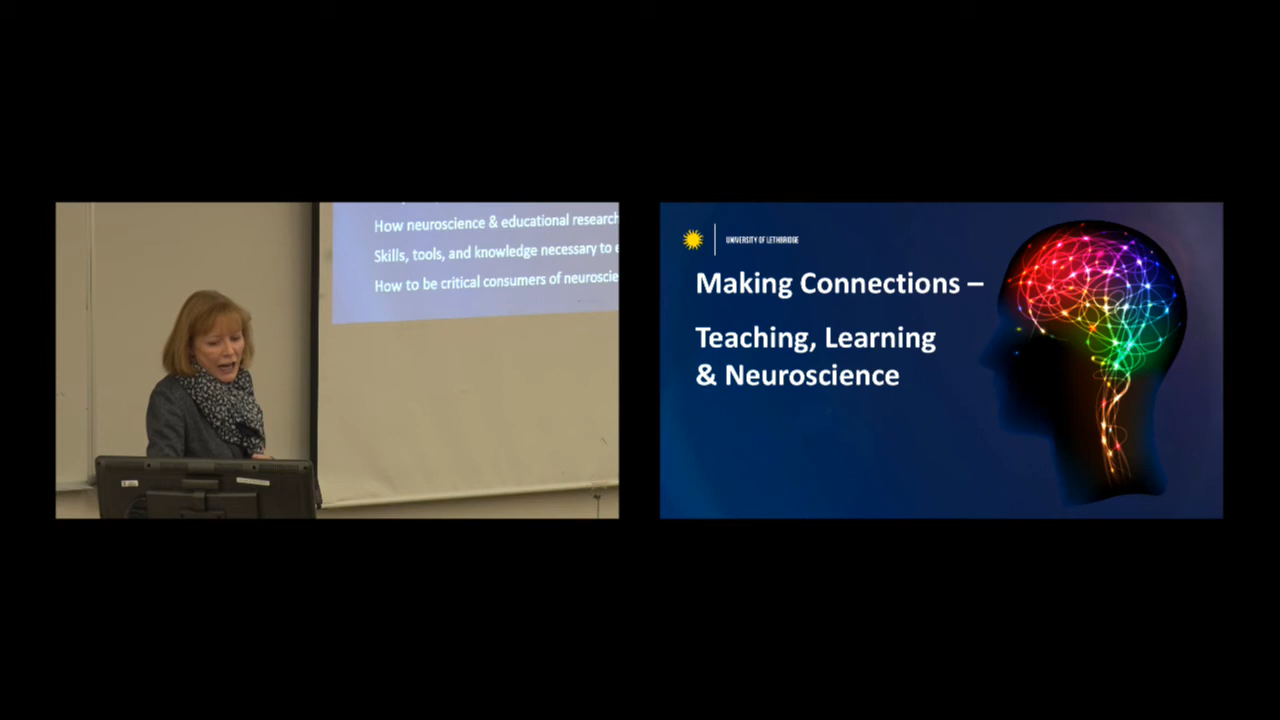 How neuroscience & educational research
Skills, tools, and knowledge necessary to e
How to be critical consumers of neuroscie
UNIVERSITY OF LETHBRIDGE
Making Connections –
Teaching, Learning
& Neuroscience